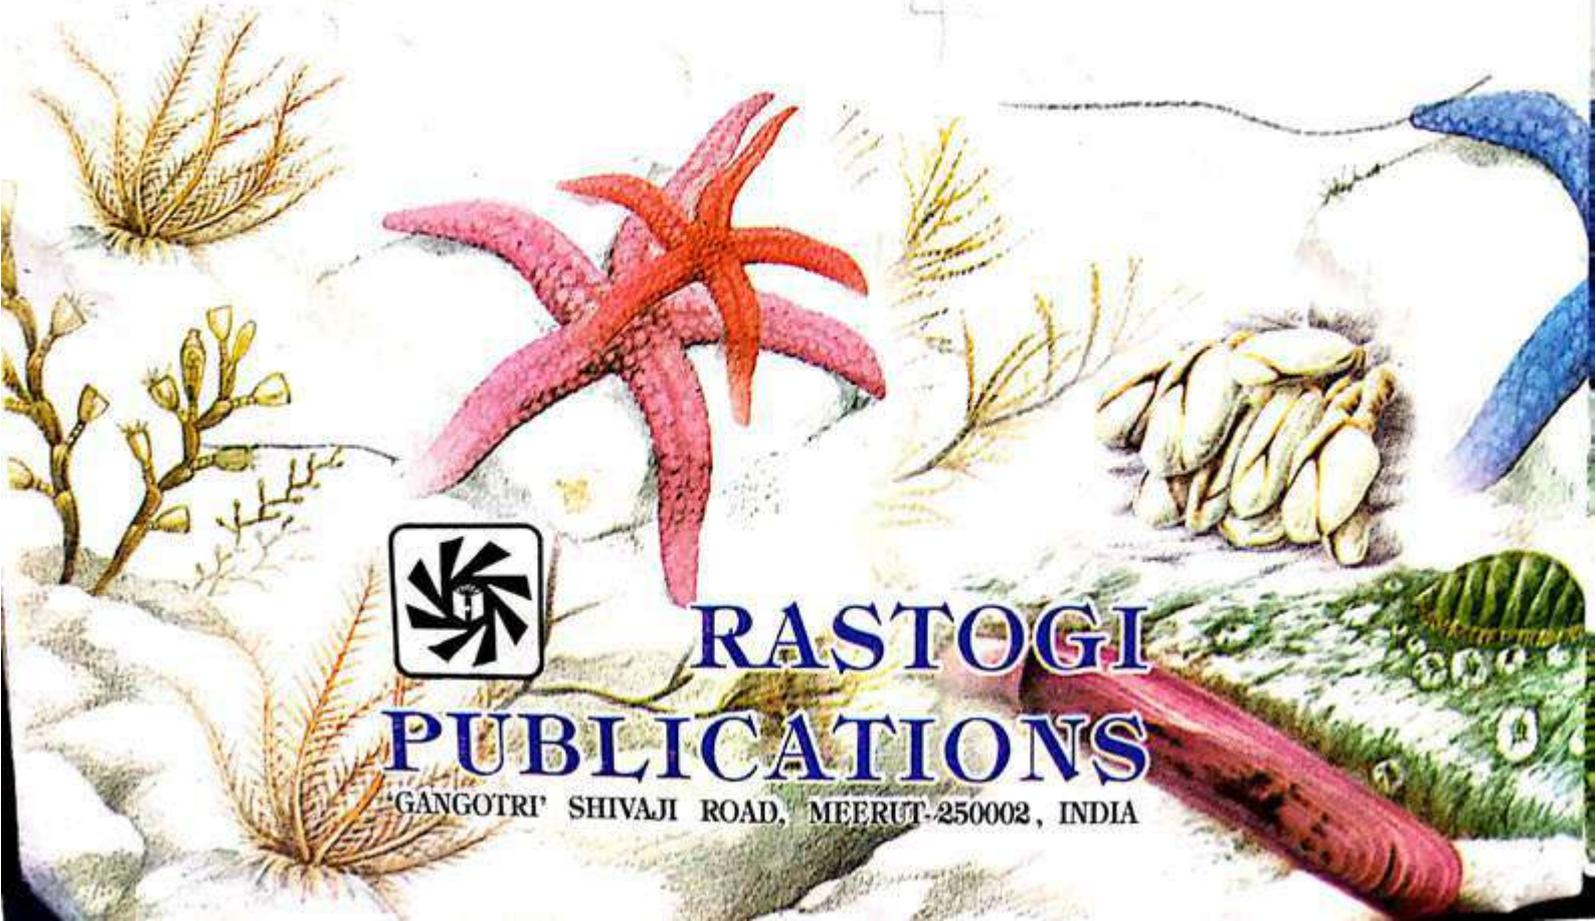 RASTOGI
PUBLICATIONS
'GANGOTRI' SHIVAJI ROAD, MEERUT-250002, INDIA